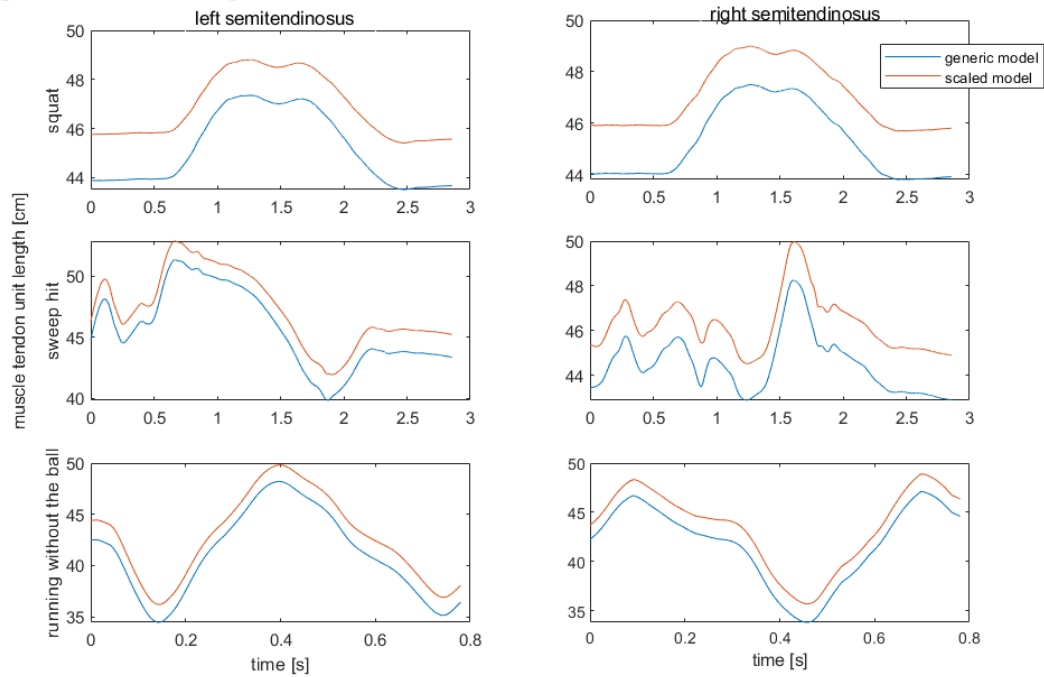 left semitendinosus
right semitendinosus
generic model
scaled model
muscle tendon unit length [cm]
squat
50
48
46
44
0 0.5 1 1.5 2 2.5 3
50
48
46
44
0 0.5 1 1.5 2 2.5 3
sweep hit
50
45
40
0 0.5 1 1.5 2 2.5 3
50
48
46
44
0 0.5 1 1.5 2 2.5 3
running without the ball
50
45
40
35
0 0.2 0.4 0.6 0.8
time [s]
50
45
40
35
0 0.2 0.4 0.6 0.8
time [s]